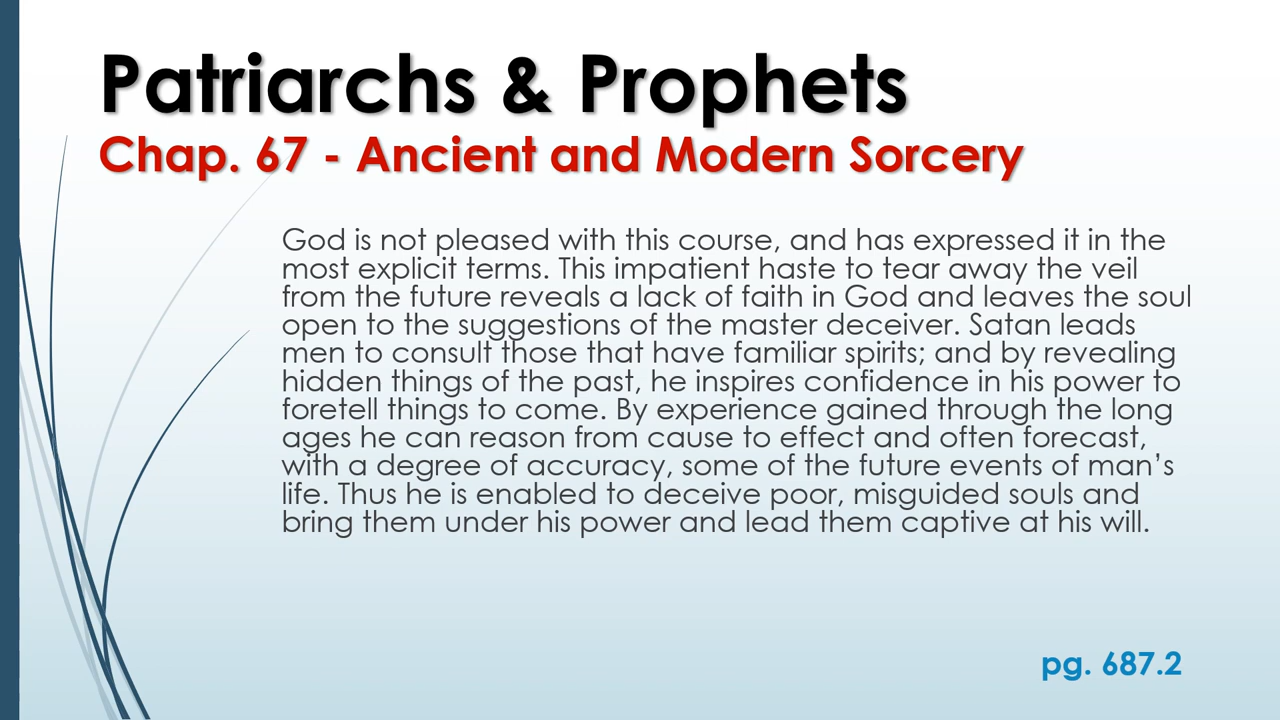 Patriarchs & Prophets
Chap. 67 - Ancient and Modern Sorcery
God is not pleased with this course, and has expressed it in the
most explicit terms. This impatient haste to tear away the veil
from the future reveals a lack of faith in God and leaves the soul
open to the suggestions of the master deceiver. Satan leads
men to consult those that have familiar spirits; and by revealing
hidden things of the past, he inspires confidence in his power to
foretell things to come. By experience gained through the long
ages he can reason from cause to effect and often forecast,
with a degree of accuracy, some of the future events of man’s
life. Thus he is enabled to deceive poor, misguided souls and
bring them under his power and lead them captive at his will.
pg. 687.2